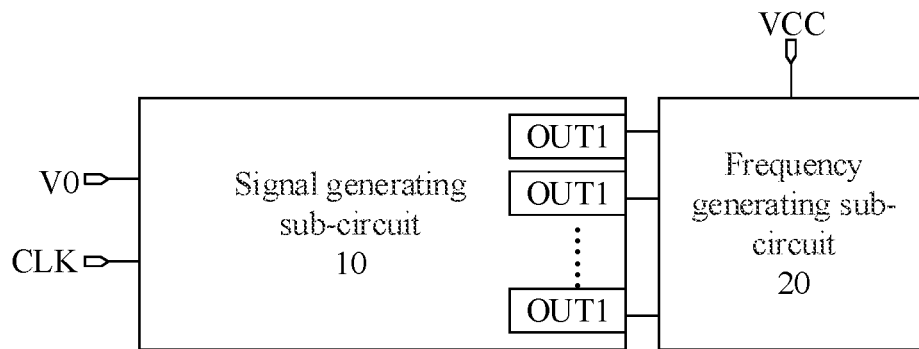 VCC
V0
CLK
Signal generating
sub-circuit
10
OUT1
OUT1
OUT1
Frequency
generating sub-
circuit
20